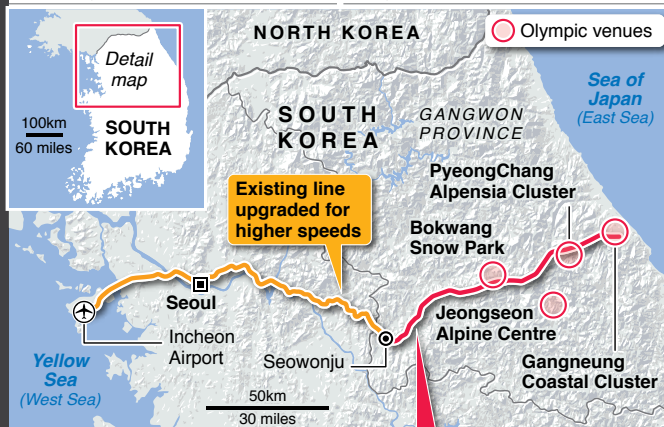 Detail
map
100km
60 miles
SOUTH
KOREA
NORTH KOREA
Olympic venues
Sea of
Japan
(East Sea)
SOUTH
KOREA
GANGWON
PROVINCE
PyeongChang
Alpensia Cluster
Existing line
upgraded for
higher speeds
Bokwang
Snow Park
Seoul
Incheon
Airport
Jeongseon
Alpine Centre
Seowonju
Gangneung
Coastal Cluster
Yellow
Sea
(West Sea)
50km
30 miles